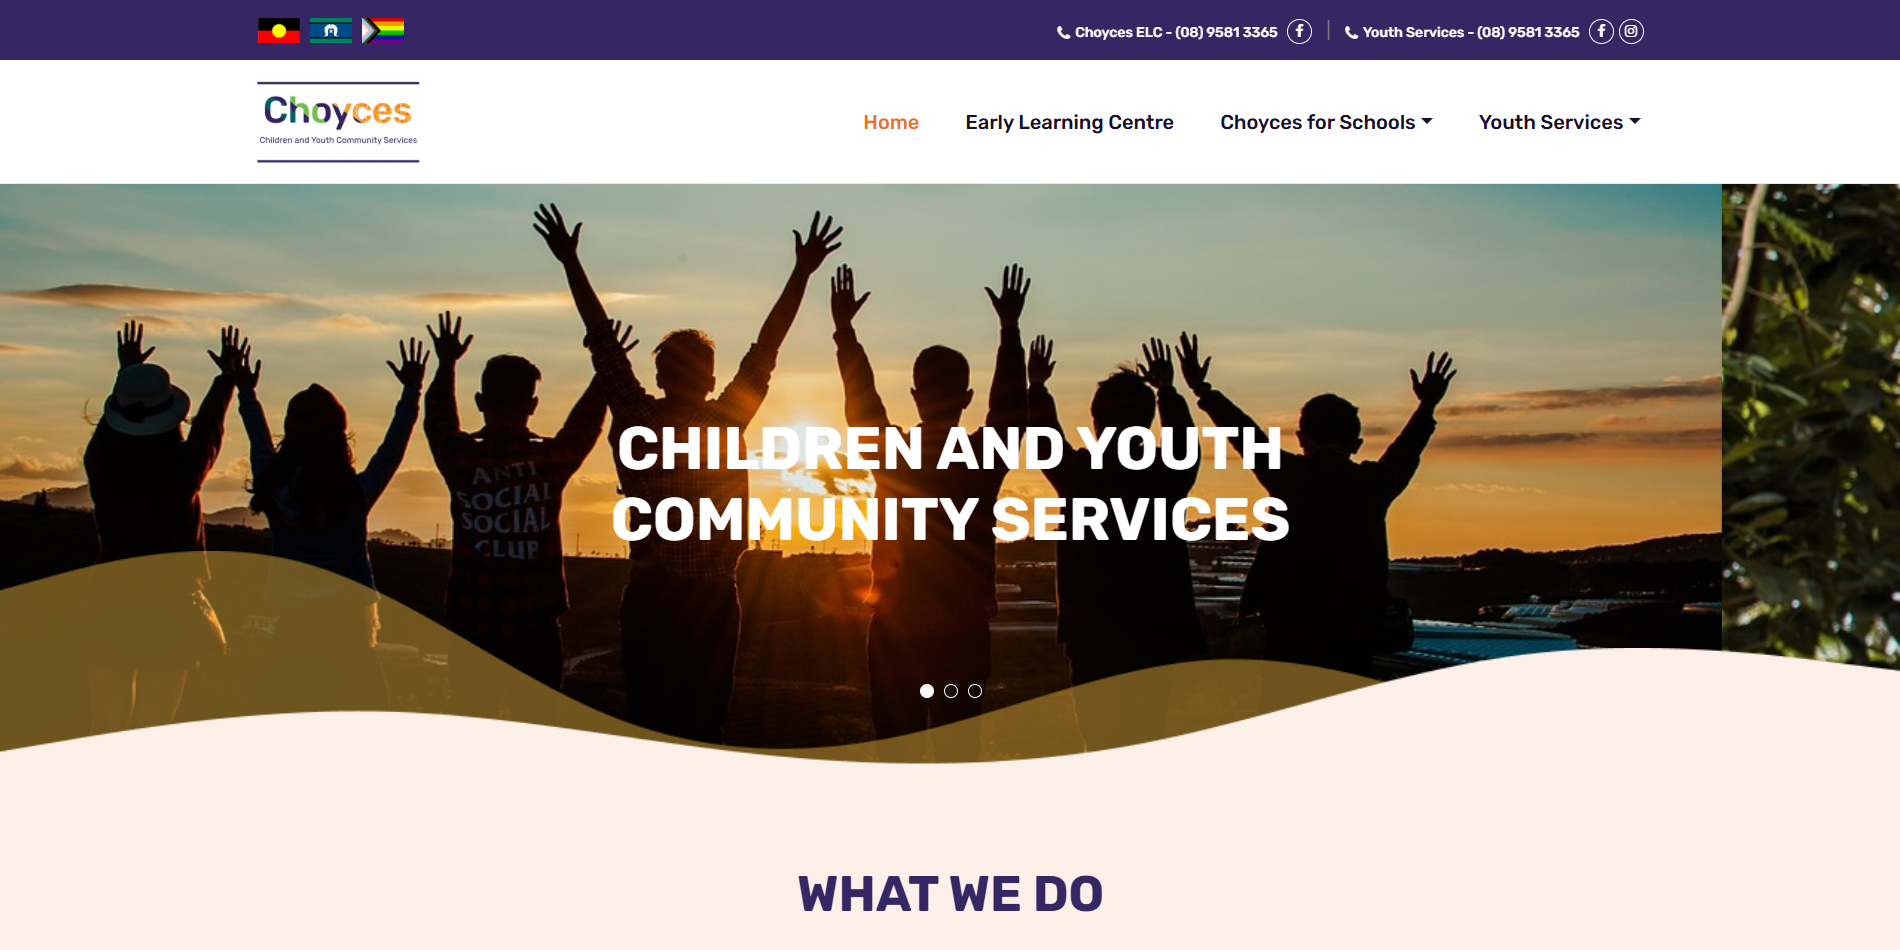 Choyces ELC - (08) 9581 3365
Youth Services - (08) 9581 3365
Choyces
Children and Youth Community Services
Home
Early Learning Centre
Choyces for Schools
Youth Services
ANTI
SOCIAL
SOCIAL
CLUB
CHILDREN AND YOUTH
COMMUNITY SERVICES
WHAT WE DO